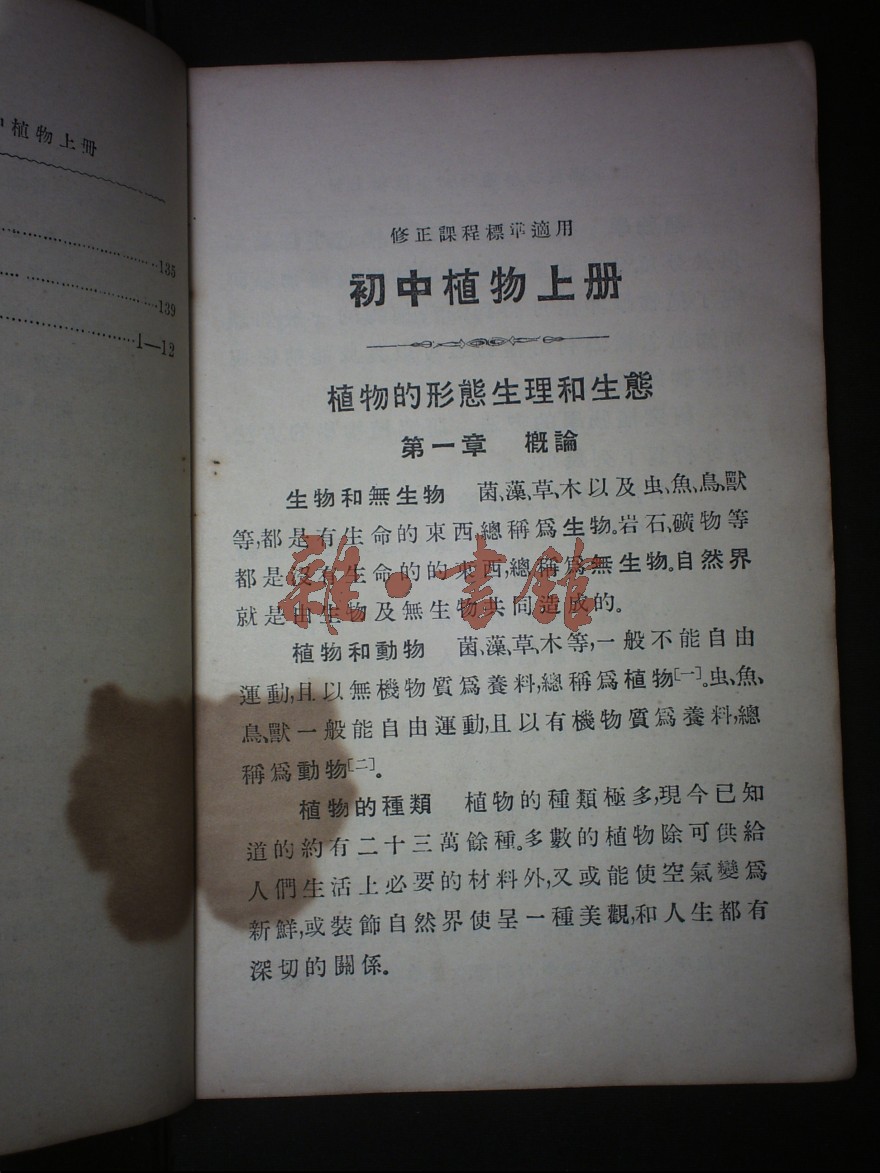 中植物上册
135
139
1—12
修正課程標準適用
初中植物上册
植物的形態生理和生態
第一章 概論
生物和無生物 菌、藻、草、木以及虫、魚、鳥、獸
等,都是有生命的東西,總稱爲生物。岩石、礦物等
都是沒有生命的的東西,總稱爲無生物。自然界
就是由生物及無生物共同造成的。
植物和動物 菌、藻、草、木等,一般不能自由
運動,且以無機物質爲養料,總稱爲植物[一]。虫、魚、
鳥、獸一般能自由運動,且以有機物質爲養料,總
稱爲動物[二]。
植物的種類 植物的種類極多,現今已知
道的約有二十三萬餘種。多數的植物除可供給
人們生活上必要的材料外,又或能使空氣變爲
新鮮,或裝飾自然界使呈一種美觀,和人生都有
深切的關係。
雜·書館